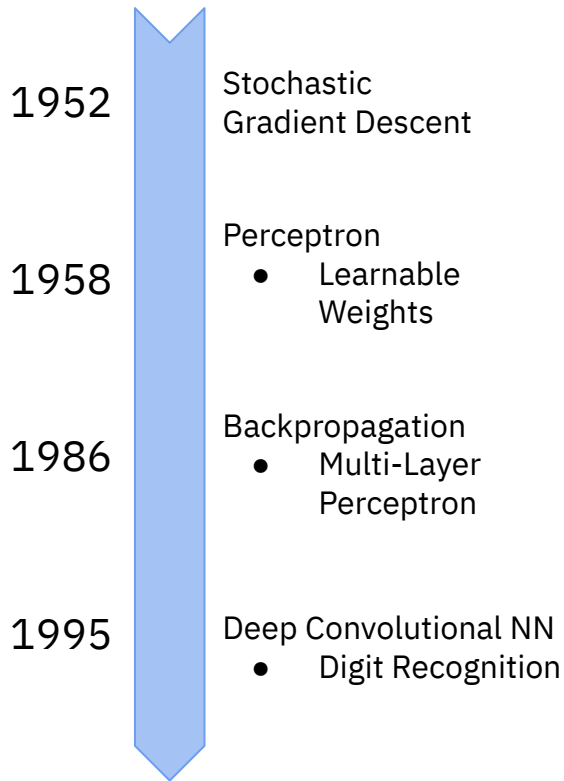 1952
Stochastic
Gradient Descent
1958
Perceptron
● Learnable
Weights
1986
Backpropagation
● Multi-Layer
Perceptron
1995
Deep Convolutional NN
● Digit Recognition